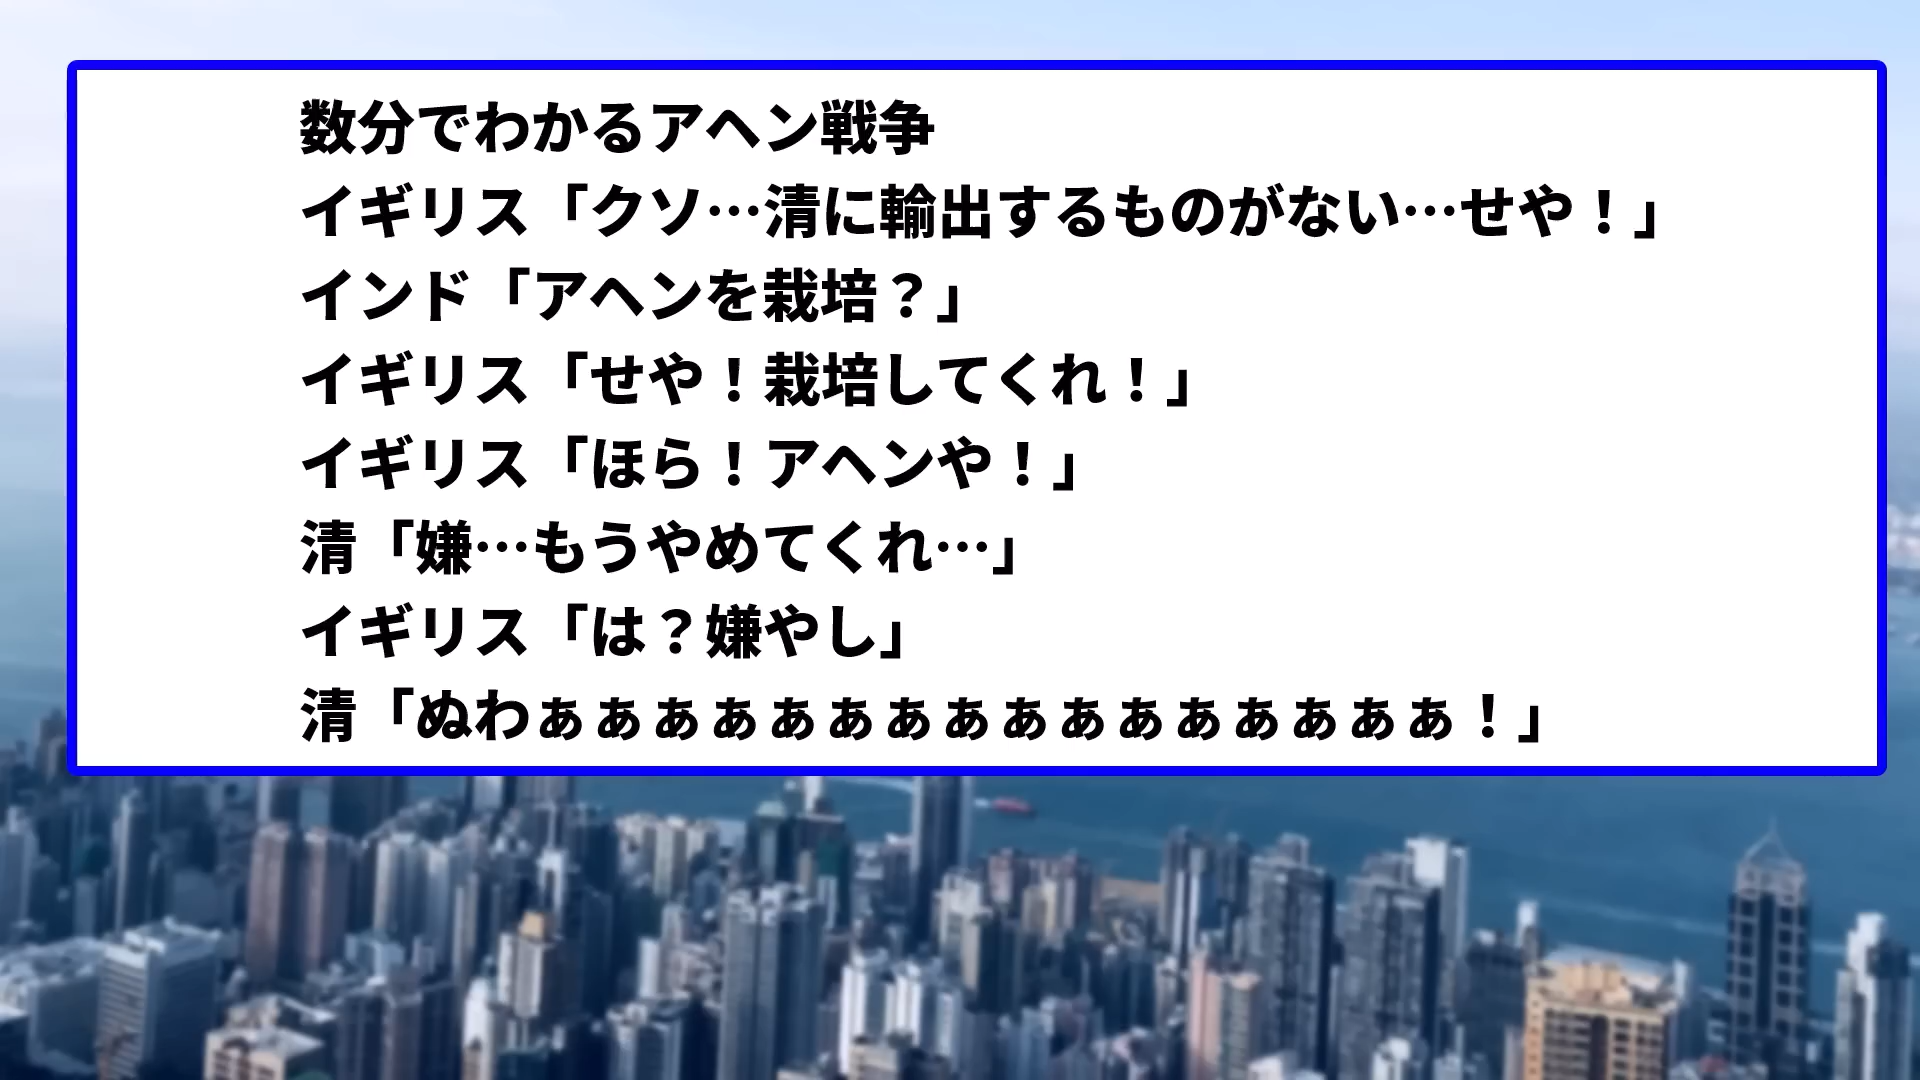 数分でわかるアヘン戦争
イギリス「クソ…清に輸出するものがない…せや！」
インド「アヘンを栽培？」
イギリス「せや！栽培してくれ！」
イギリス「ほら！アヘンや！」
清「嫌…もうやめてくれ…」
イギリス「は？嫌やし」
清「ぬわぁぁぁぁぁぁぁぁぁぁぁぁぁぁぁぁ！」